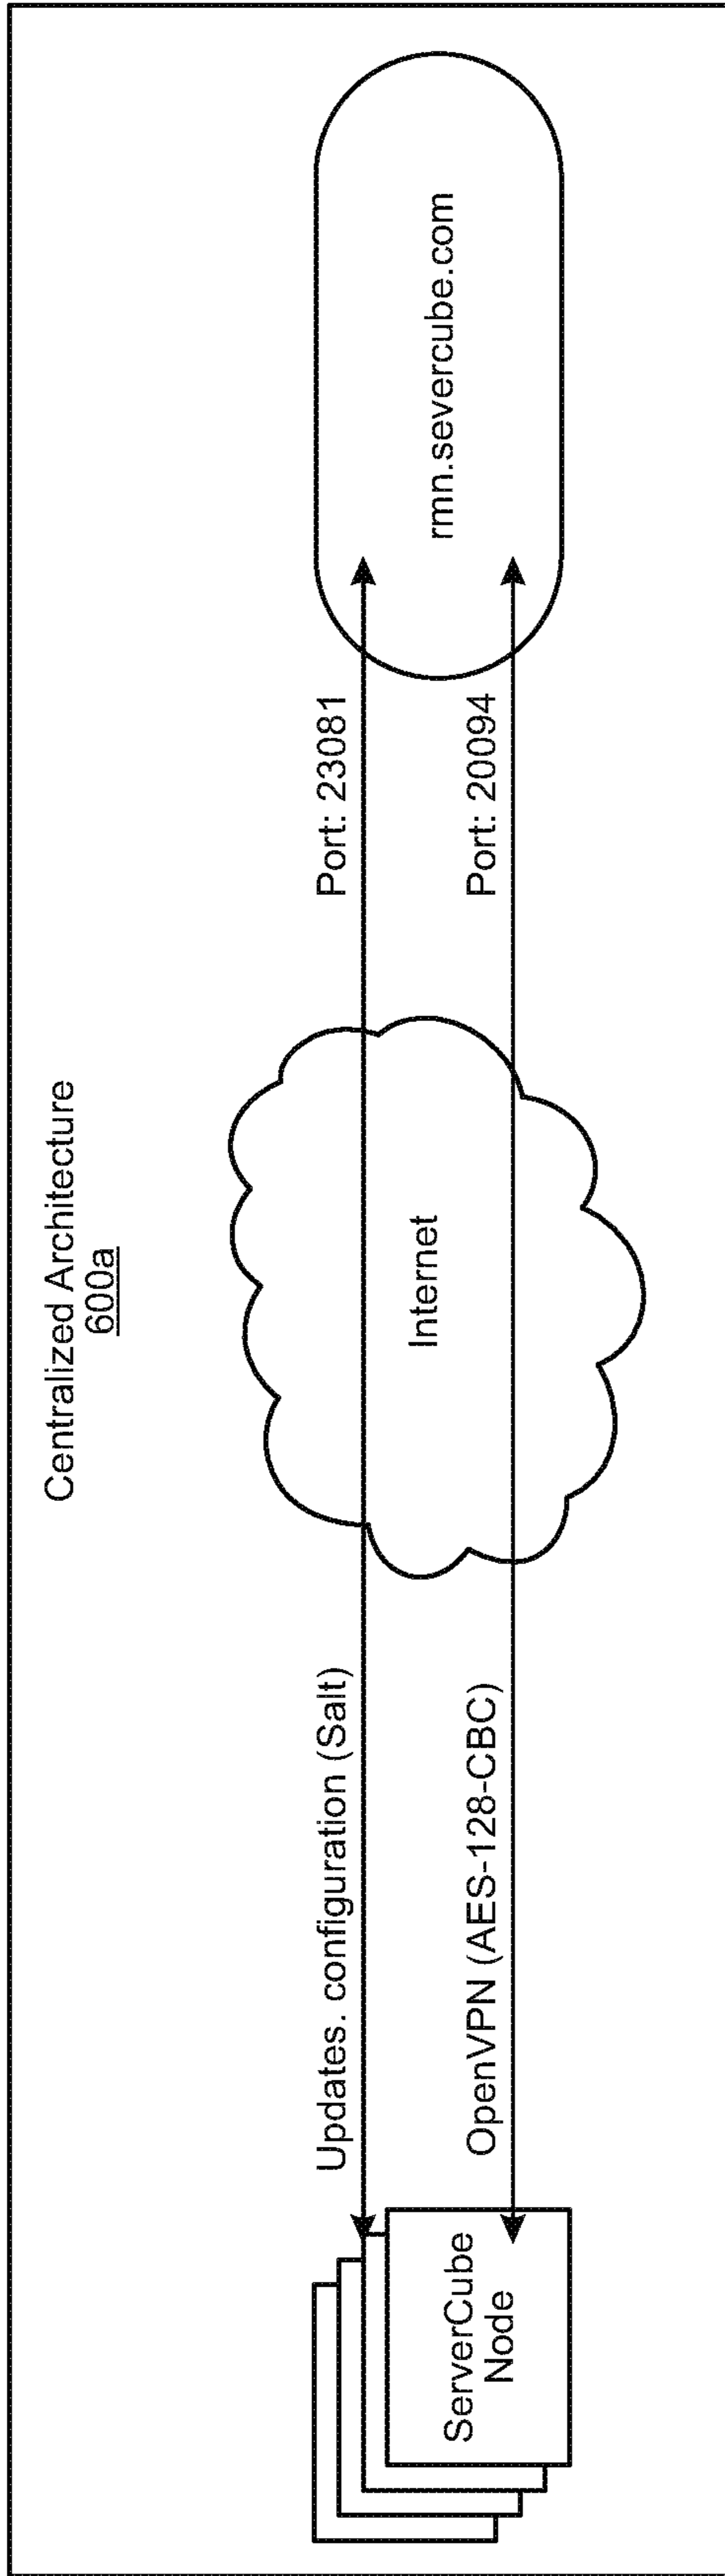 Centralized Architecture
600a
Updates. configuration (Salt)
Port: 23081
OpenVPN (AES-128-CBC)
Port: 20094
ServerCube
Node
Internet
rmn.severcube.com